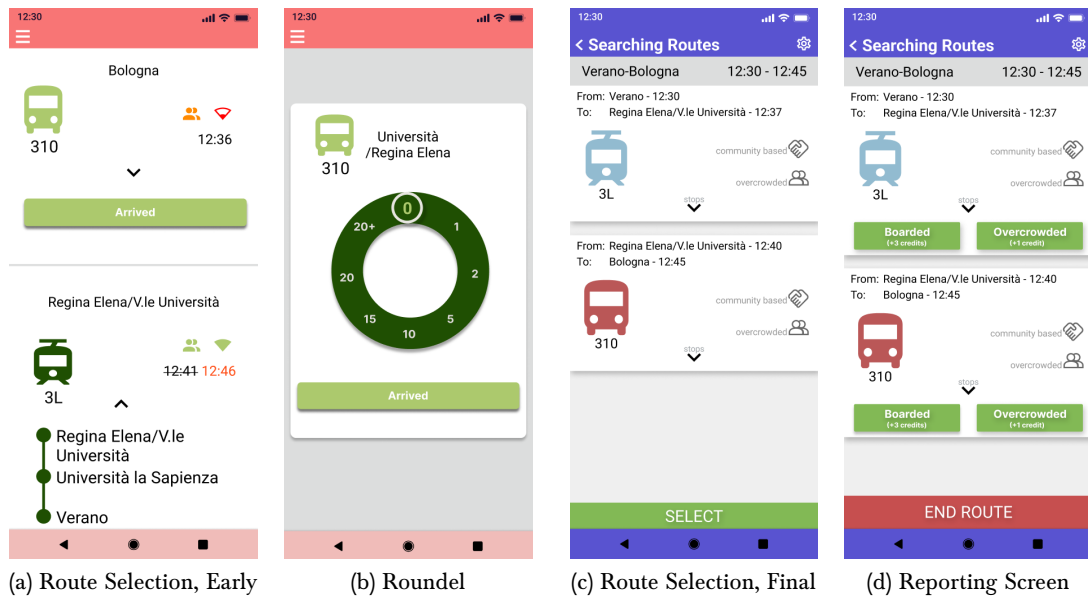 12:30
Bologna
310
12:36
Arrived
Regina Elena/V.le Università
3L
12:41 12:46
Regina Elena/V.le
Università
Università la Sapienza
Verano
(a) Route Selection, Early
12:30
310
Università
/Regina Elena
0
1
2
5
10
15
20
20+
Arrived
(b) Roundel
12:30
< Searching Routes
Verano-Bologna 12:30 - 12:45
From: Verano - 12:30
To: Regina Elena/V.le Università - 12:37
community based
overcrowded
3L
stops
From: Regina Elena/V.le Università - 12:40
To: Bologna - 12:45
community based
overcrowded
310
stops
SELECT
(c) Route Selection, Final
12:30
< Searching Routes
Verano-Bologna 12:30 - 12:45
From: Verano - 12:30
To: Regina Elena/V.le Università - 12:37
community based
overcrowded
3L
stops
Boarded Overcrowded
(+3 credits) (+1 credit)
From: Regina Elena/V.le Università - 12:40
To: Bologna - 12:45
community based
overcrowded
310
stops
Boarded Overcrowded
(+3 credits) (+1 credit)
END ROUTE
(d) Reporting Screen